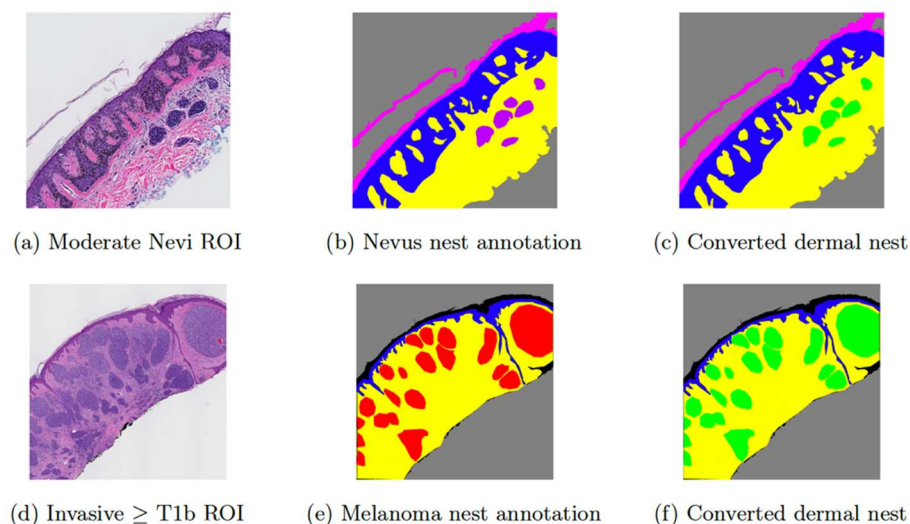 (a) Moderate Nevi ROI
(b) Nevus nest annotation
(c) Converted dermal nest
(d) Invasive ≥ T1b ROI
(e) Melanoma nest annotation
(f) Converted dermal nest